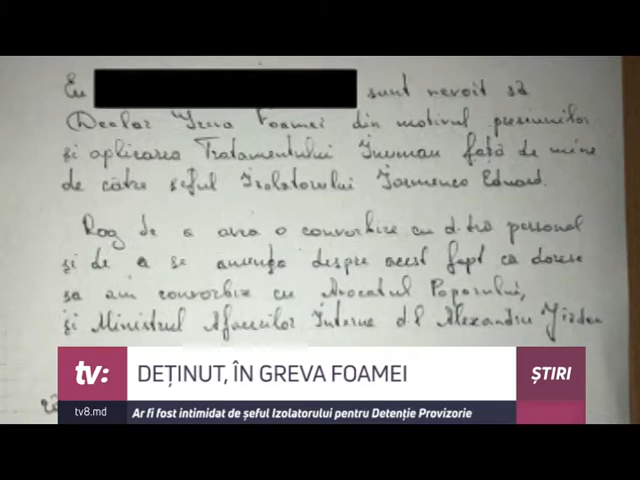 Eu sunt nevoit să
Declar Greva Foamei din motivul presiunilor
și aplicarea Tratamentului Inuman față de mine
de către șeful Izolatorului Eduard.
Rog de a avea o convorbire cu d-tră personal
și de a se anunța despre acest fapt ca doresc
sa am convorbire cu Avocatul Poporului,
și Ministrul Afacerilor Interne d-l Alexandru Jizdan
tv:
DEȚINUT, ÎN GREVA FOAMEI
ȘTIRI
tv8.md
Ar fi fost intimidat de șeful Izolatorului pentru Detenție Provizorie